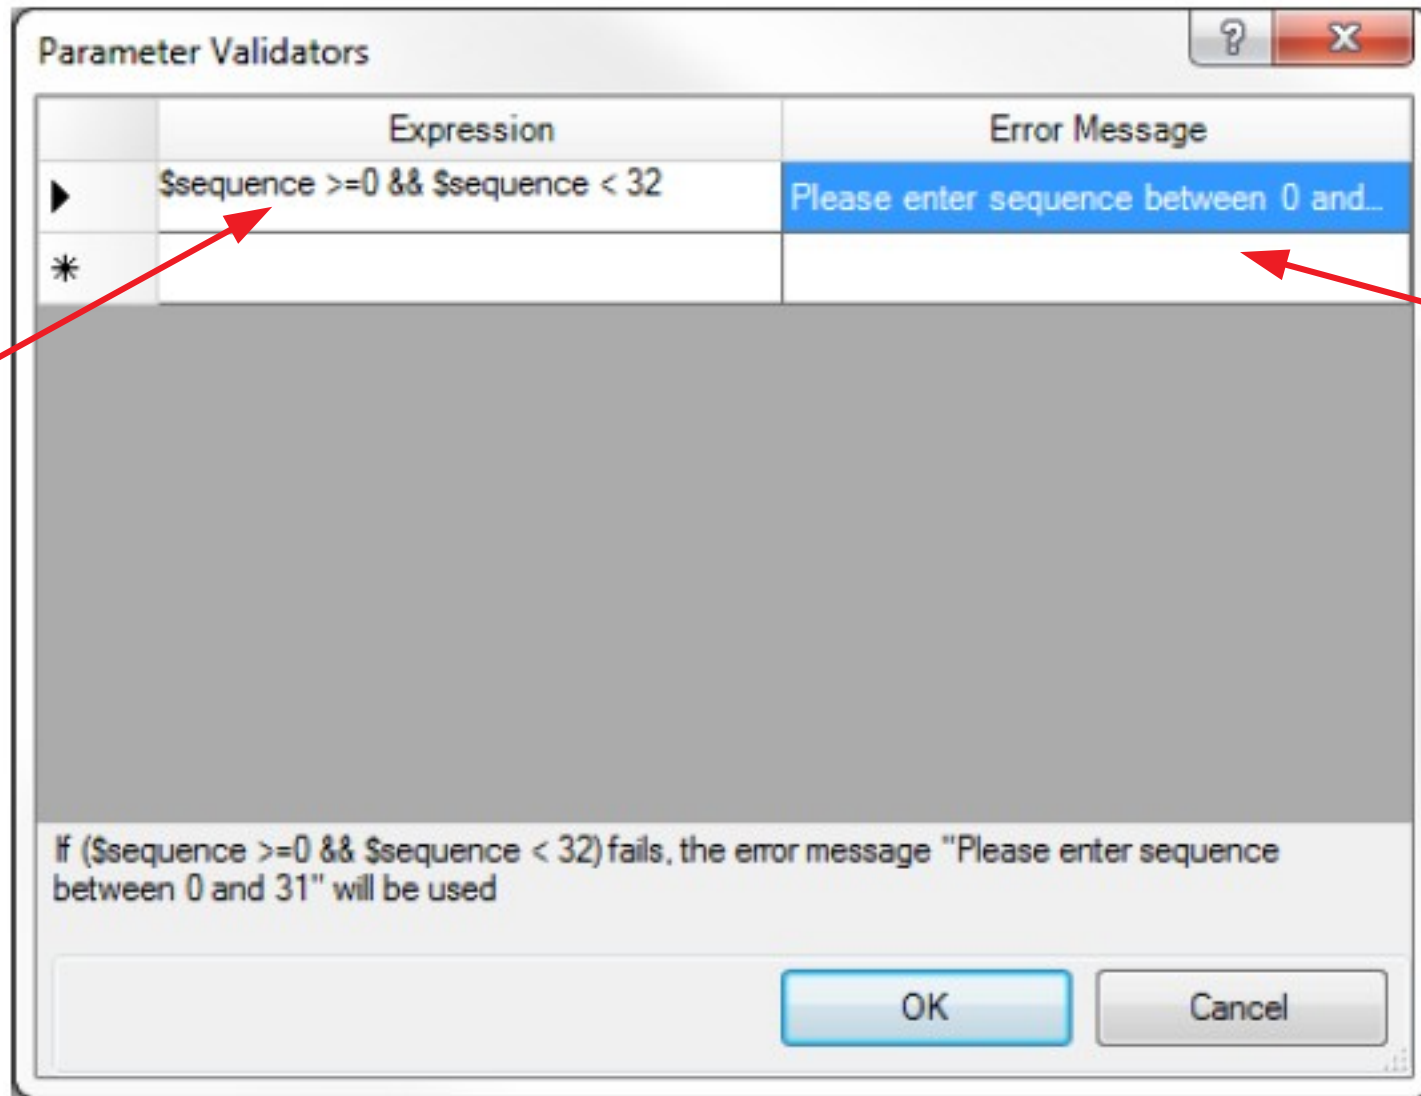 Parameter Validators
?
x
Expression
Error Message
$sequence >=0 && $sequence < 32
Please enter sequence between 0 and...
If ($sequence >=0 && $sequence < 32) fails, the error message "Please enter sequence
between 0 and 31" will be used
OK
Cancel